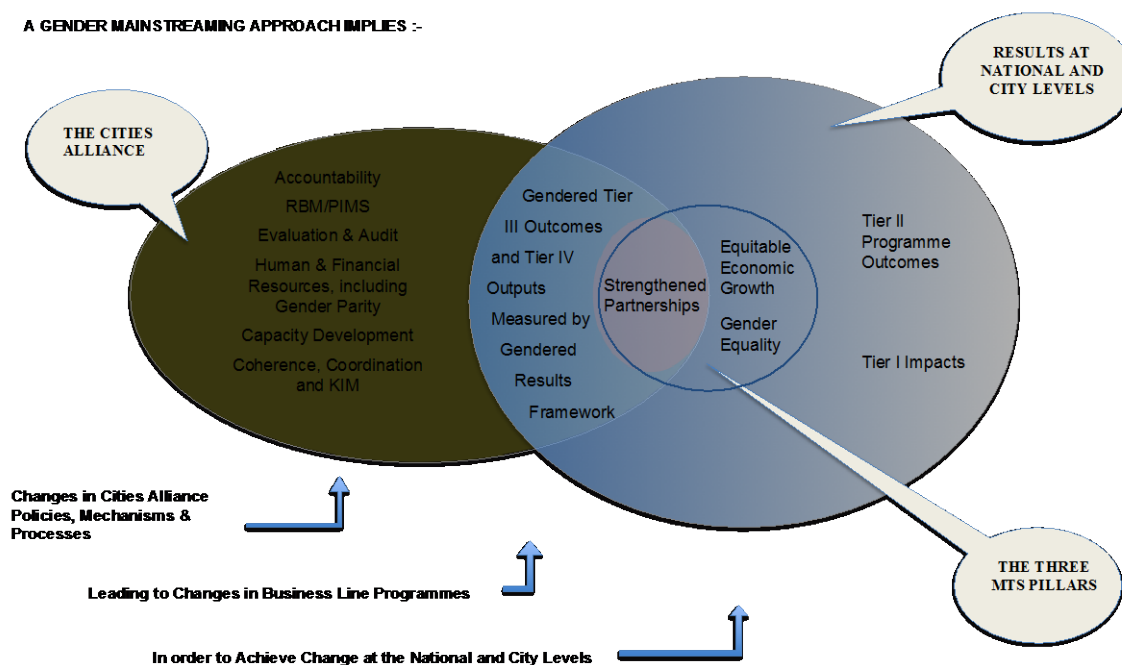 A GENDER MAINSTREAMING APPROACH IMPLIES :-
RESULTS AT
NATIONAL AND
CITY LEVELS
THE CITIES
ALLIANCE
Accountability
RBM/PIMS
Evaluation & Audit
Human & Financial
Resources, including
Gender Parity
Capacity Development
Coherence, Coordination
and KIM
Gendered Tier
III Outcomes
and Tier IV
Outputs
Measured by
Gendered
Results
Framework
Strengthened
Partnerships
Equitable
Economic
Growth
Gender
Equality
Tier II
Programme
Outcomes
Tier I Impacts
Changes in Cities Alliance
Policies, Mechanisms &
Processes
Leading to Changes in Business Line Programmes
In order to Achieve Change at the National and City Levels
THE THREE
MTS PILLARS